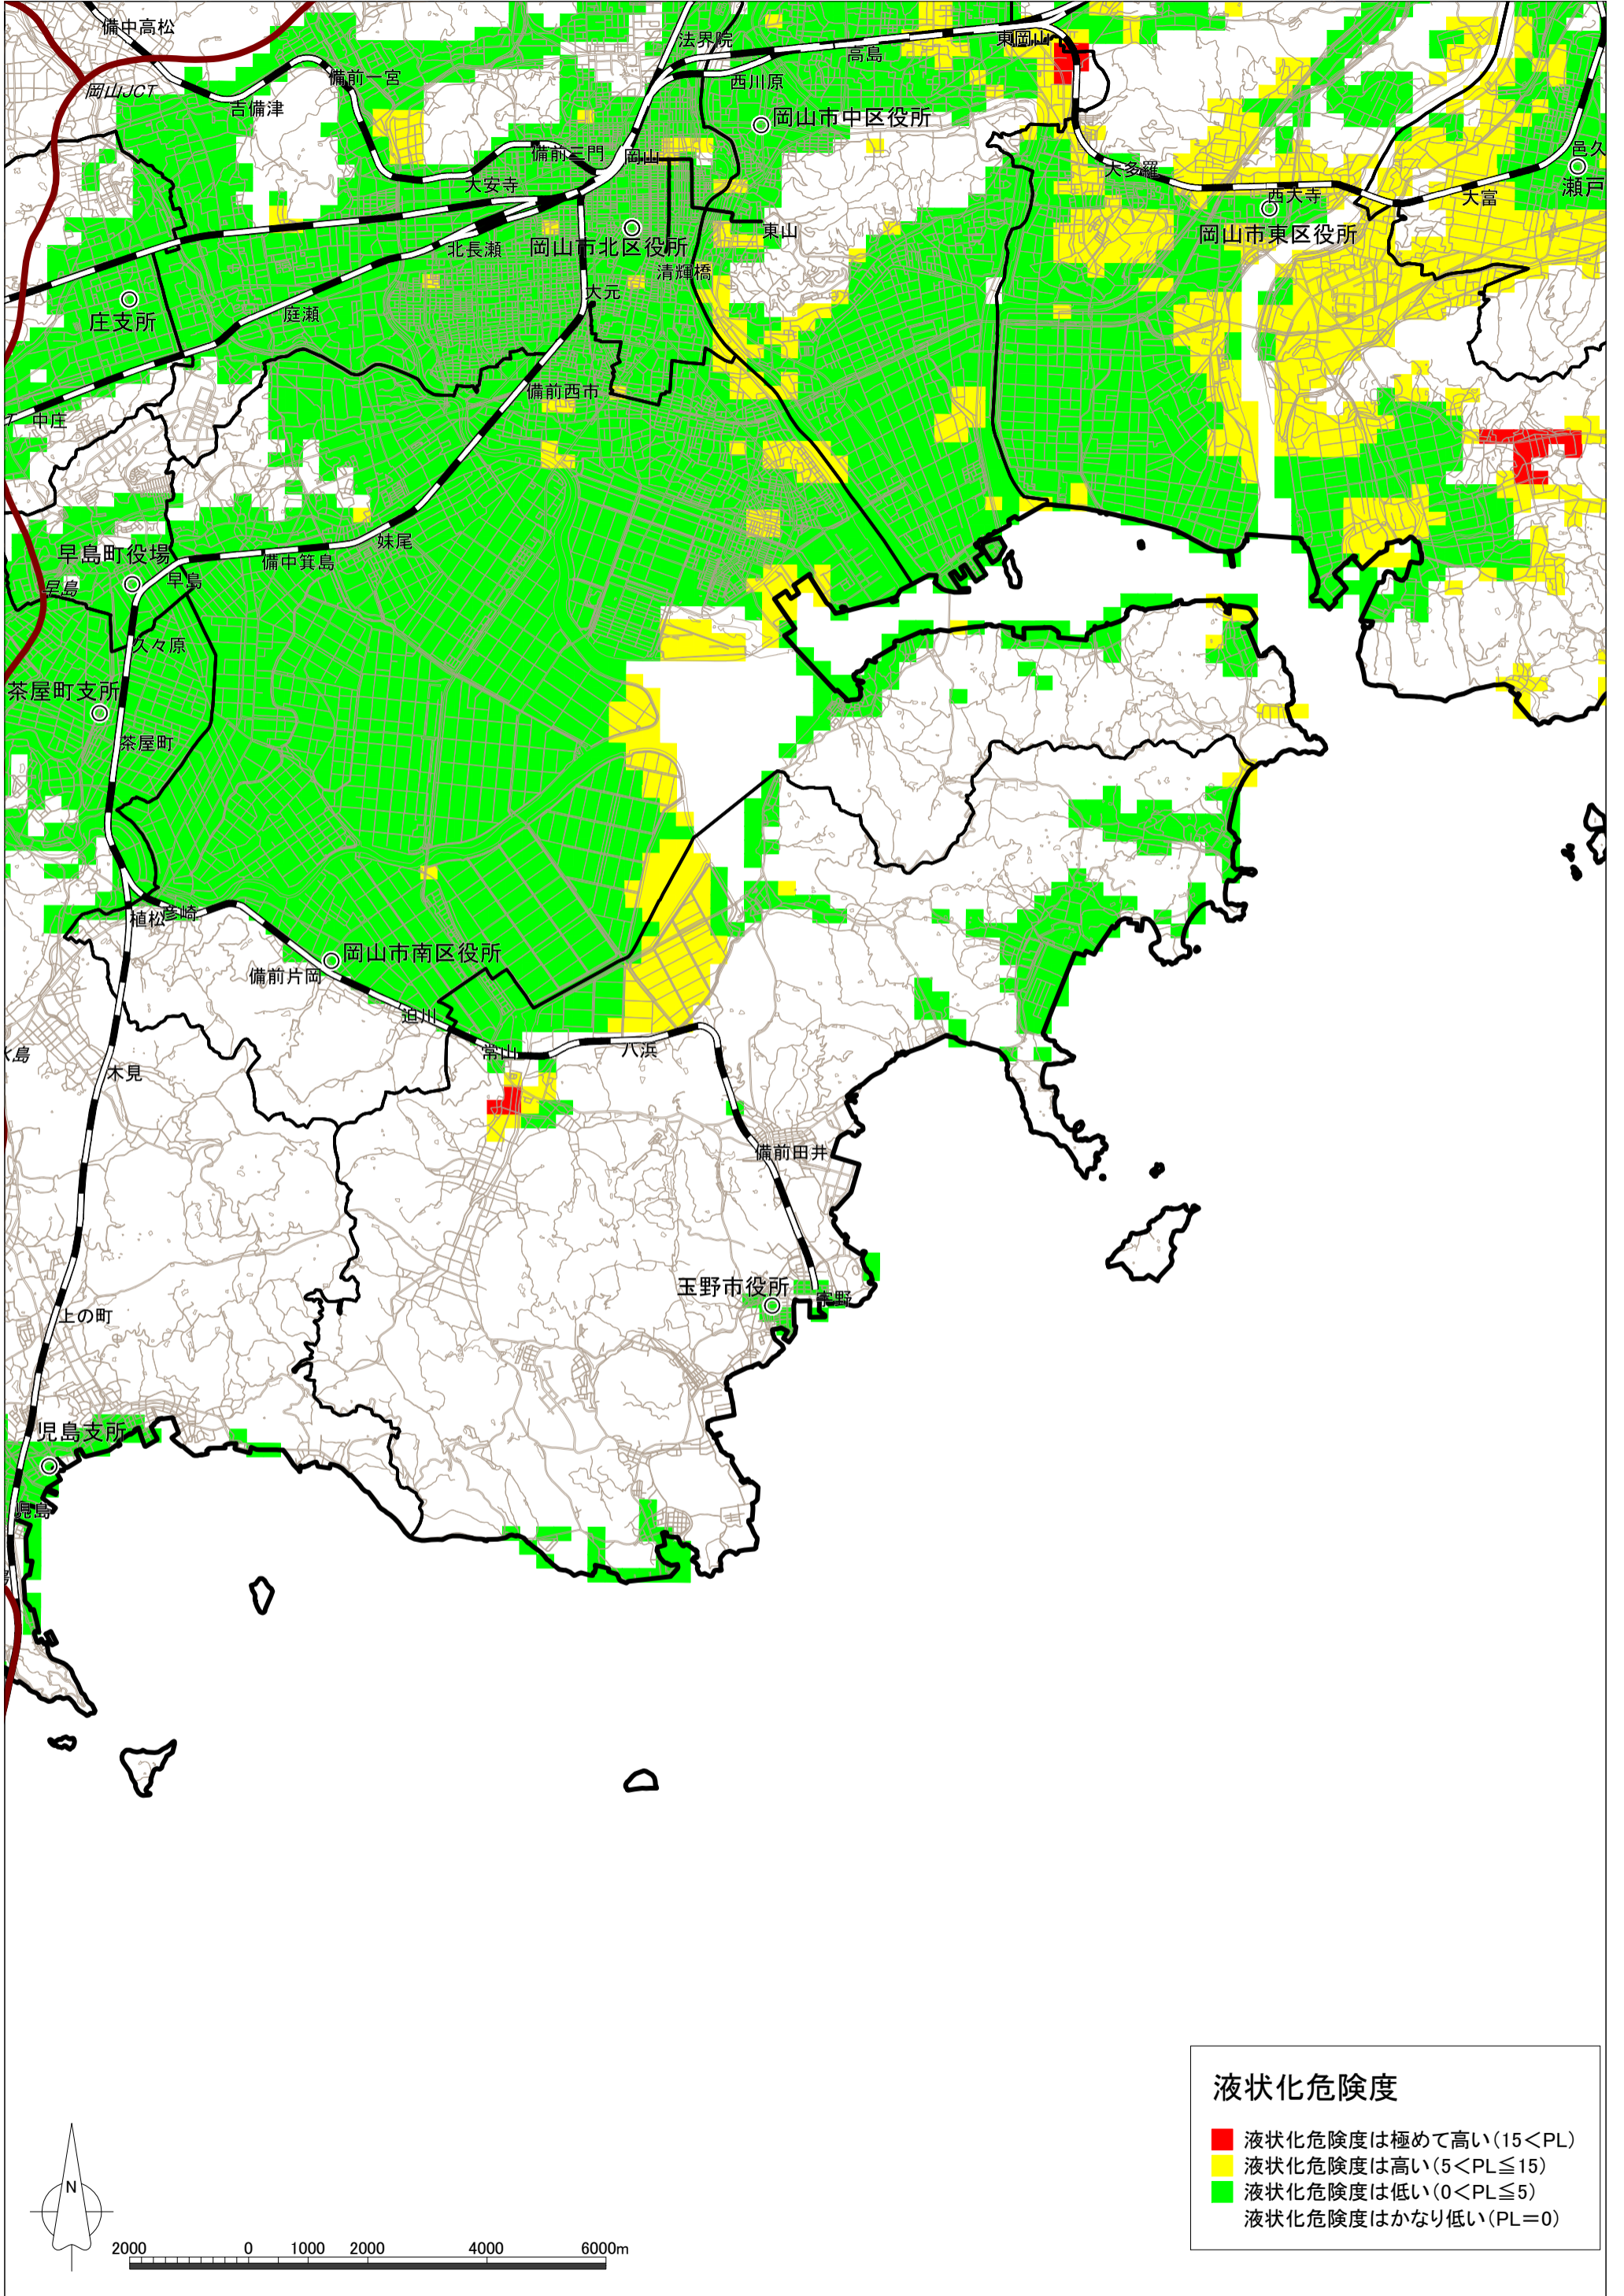 備中高松
法界院
東岡山
高島
備前一宮
岡山JCT
西川原
吉備津
岡山市中区役所
備前三門
岡山
邑久
大安寺
大多羅
瀬戸
西大寺
大富
東山
岡山市東区役所
北長瀬
岡山市北区役所
清輝橋
大元
庄支所
庭瀬
備前西市
中庄
妹尾
早島町役場
備中箕島
早島
早島
久々原
茶屋町支所
茶屋町
植松
彦崎
岡山市南区役所
備前片岡
迫川
常山
八浜
水島
木見
備前田井
玉野市役所
宇野
上の町
児島支所
児島
液状化危険度
液状化危険度は極めて高い(15<PL)
液状化危険度は高い(5<PL≦15)
液状化危険度は低い(0<PL≦5)
液状化危険度はかなり低い(PL=0)
N
2000 0 1000 2000 4000 6000m